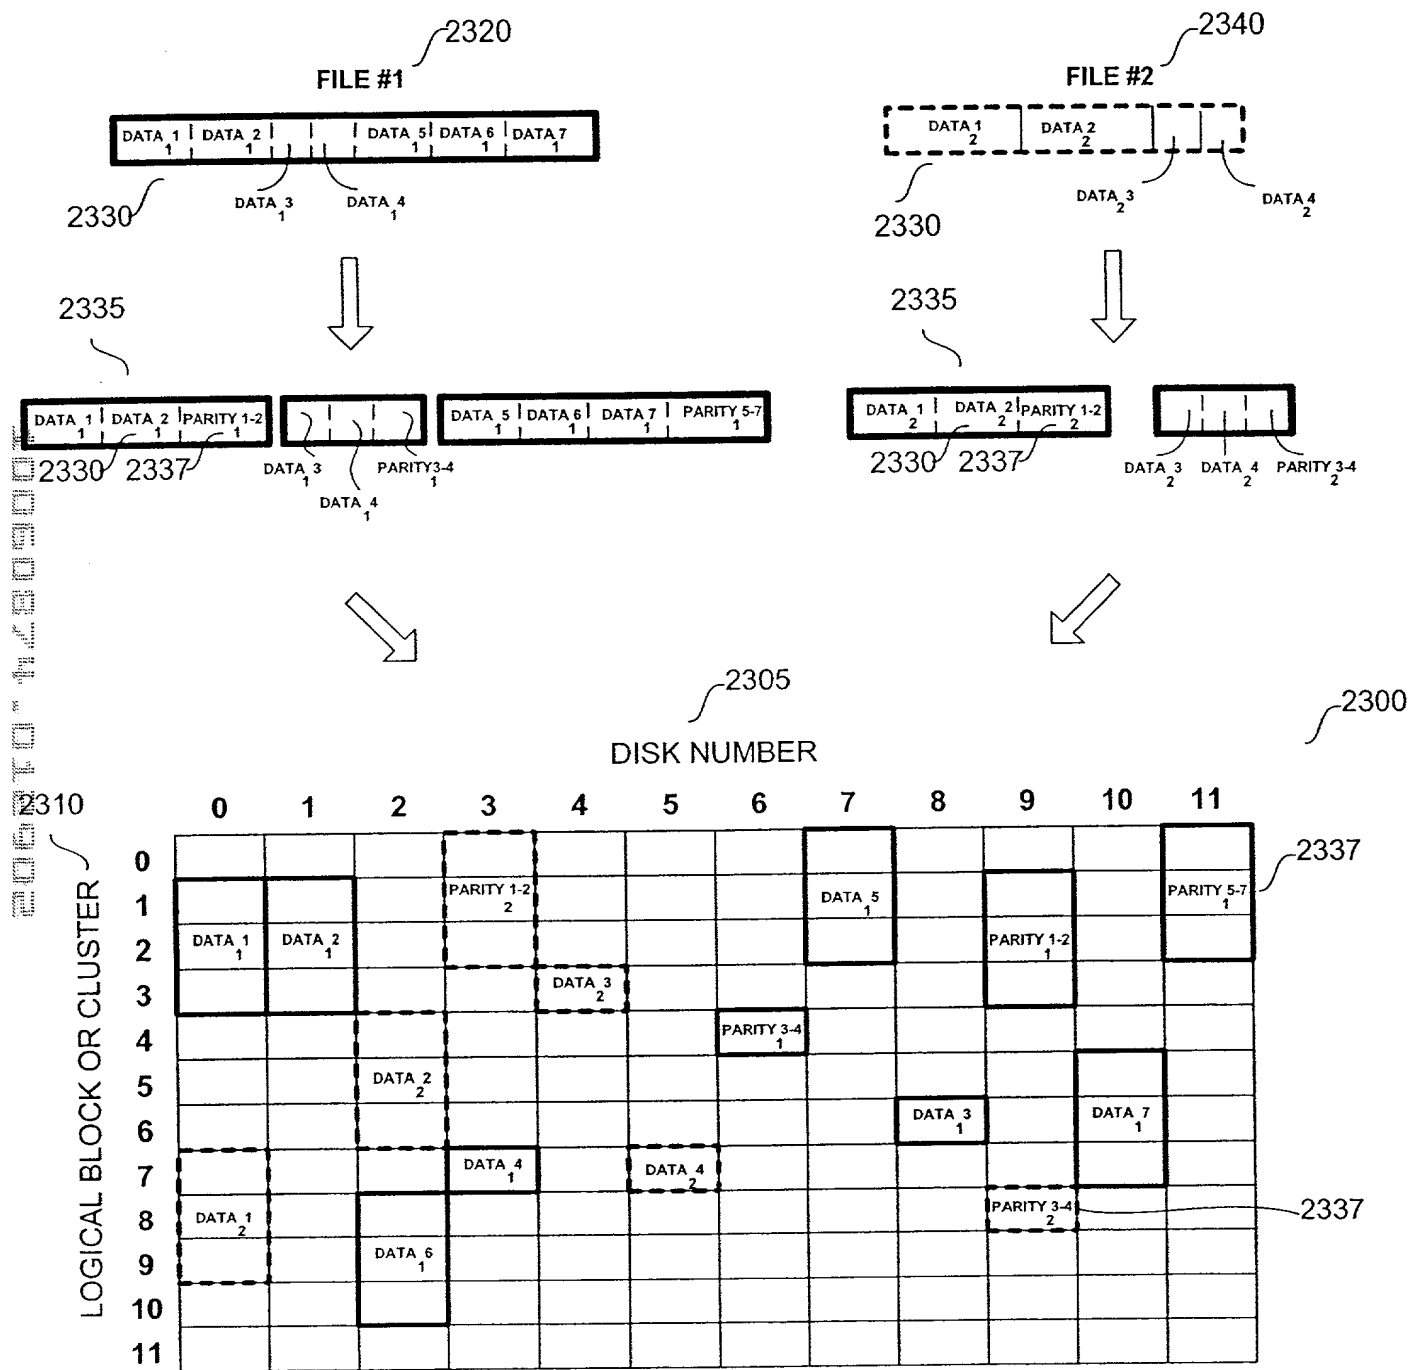 2320
2340
FILE #1
FILE #2
DATA 1 1 DATA 2 1 DATA 5 1 DATA 6 1 DATA 7 1
DATA 1 2 DATA 2 2
2330 DATA 3 1 DATA 4 1
2330 DATA 3 2 DATA 4 2
2335
2335
DATA 1 1 DATA 2 1 PARITY 1-2 1
DATA 5 1 DATA 6 1 DATA 7 1 PARITY 5-7 1
DATA 1 2 DATA 2 2 PARITY 1-2 2
2330 2337 DATA 3 1 PARITY3-4 1
DATA 4 1
2330 2337 DATA 3 2 DATA 4 2 PARITY 3-4 2
2305
2300
DISK NUMBER
2310
0 1 2 3 4 5 6 7 8 9 10 11
LOGICAL BLOCK OR CLUSTER
0
2337
1 PARITY 1-2 2 DATA 5 1 PARITY 5-7 1
2 DATA 1 1 DATA 2 1 PARITY 1-2 1
3 DATA 3 2
4 PARITY 3-4 1
5 DATA 2 2
6 DATA 3 1 DATA 7 1
7 DATA 4 1 DATA 4 2
8 DATA 1 2 PARITY 3-4 2 2337
9 DATA 6 1
10
11